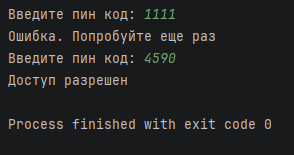 Введите пин код: 1111
Ошибка. Попробуйте еще раз
Введите пин код: 4590
Доступ разрешен
Process finished with exit code 0